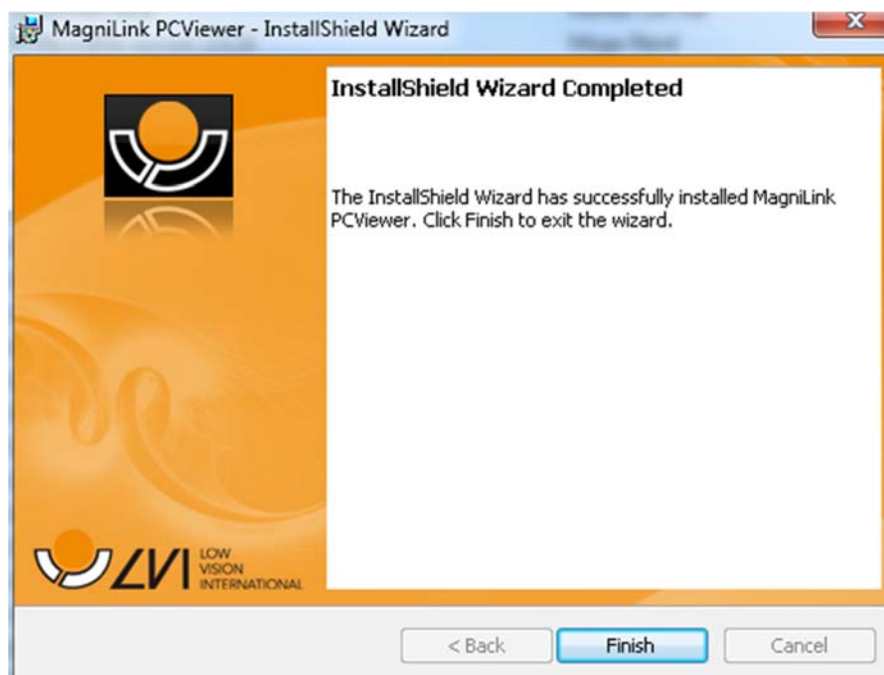 MagniLink PCViewer - InstallShield Wizard
InstallShield Wizard Completed
The InstallShield Wizard has successfully installed MagniLink
PCViewer. Click Finish to exit the wizard.
LVI LOW
VISION
INTERNATIONAL
< Back
Finish
Cancel